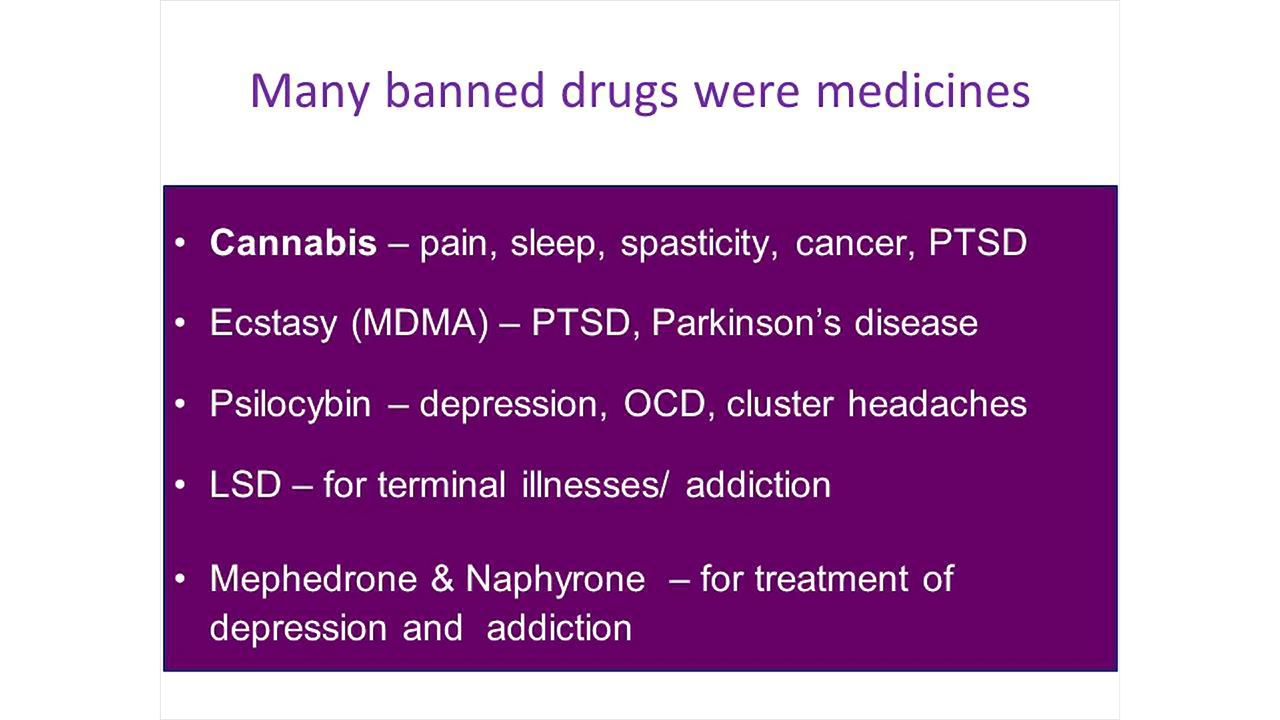 Many banned drugs were medicines
• Cannabis – pain, sleep, spasticity, cancer, PTSD
• Ecstasy (MDMA) – PTSD, Parkinson’s disease
• Psilocybin – depression, OCD, cluster headaches
• LSD – for terminal illnesses/ addiction
• Mephedrone & Naphyrone – for treatment of
depression and addiction